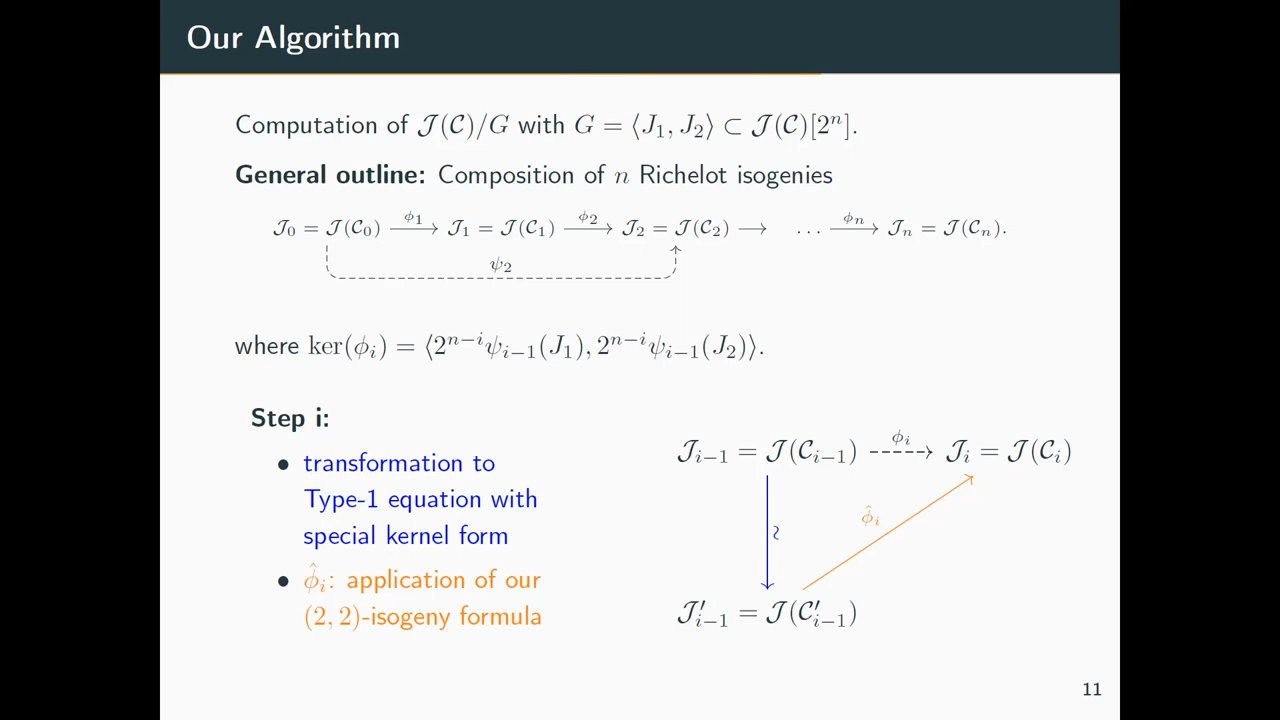 Our Algorithm
Computation of 𝒥(𝒞)/G with G = ⟨J₁, J₂⟩ ⊂ 𝒥(𝒞)[2ⁿ].
General outline: Composition of n Richelot isogenies
𝒥₀ = 𝒥(𝒞₀) —ϕ₁→ 𝒥₁ = 𝒥(𝒞₁) —ϕ₂→ 𝒥₂ = 𝒥(𝒞₂) → … —ϕₙ→ 𝒥ₙ = 𝒥(𝒞ₙ).
ψ₂
where ker(ϕᵢ) = ⟨2ⁿ⁻ⁱψᵢ₋₁(J₁), 2ⁿ⁻ⁱψᵢ₋₁(J₂)⟩.
Step i:
• transformation to
Type-1 equation with
special kernel form
• ϕ̂ᵢ: application of our
(2, 2)-isogeny formula
𝒥ᵢ₋₁ = 𝒥(𝒞ᵢ₋₁) --ϕᵢ--→ 𝒥ᵢ = 𝒥(𝒞ᵢ)
≀ ϕ̂ᵢ
𝒥′ᵢ₋₁ = 𝒥(𝒞′ᵢ₋₁)
11